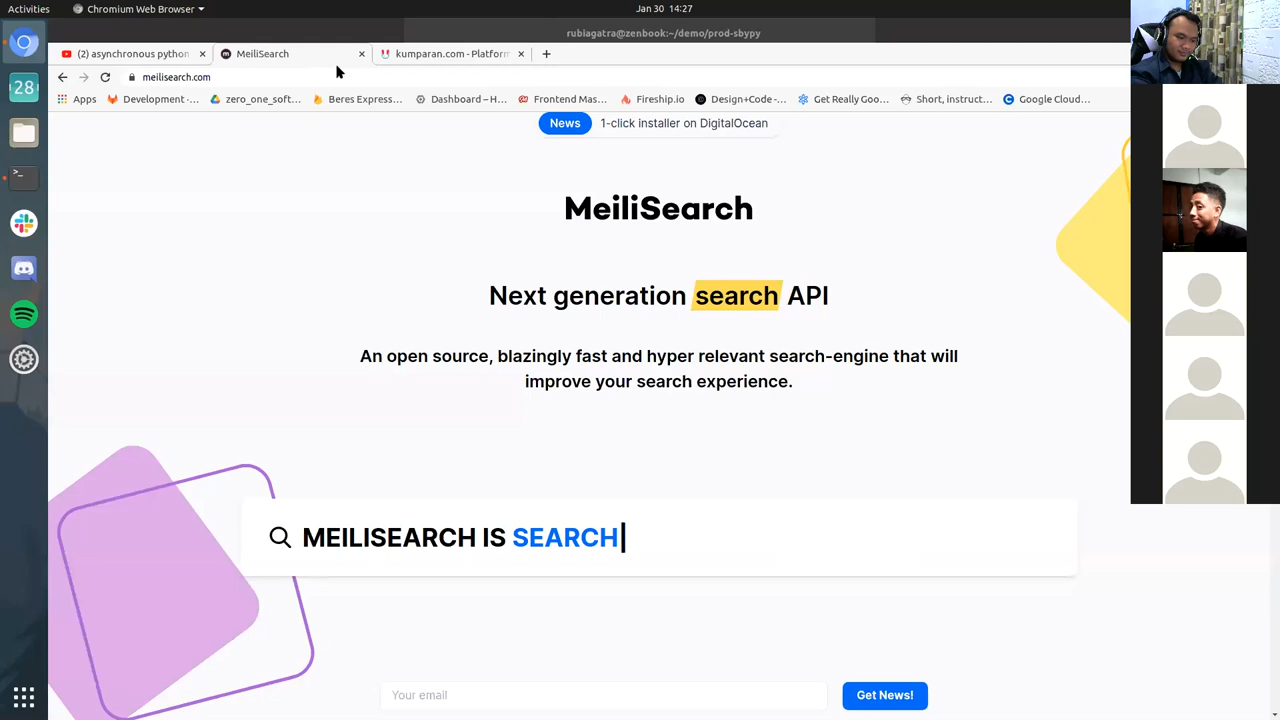 Activities
Chromium Web Browser
Jan 30 14:27
rubiagatra@zenbook:~/demo/prod-sbypy
(2) asynchronous python
MeiliSearch
kumparan.com - Platform
meilisearch.com
Apps
Development -...
zero_one_soft...
Beres Express...
Dashboard – H...
Frontend Mas...
Fireship.io
Design+Code -...
Get Really Goo...
Short, instruct...
Google Cloud...
28
News
1-click installer on DigitalOcean
MeiliSearch
Next generation search API
An open source, blazingly fast and hyper relevant search-engine that will
improve your search experience.
MEILISEARCH IS SEARCH
Your email
Get News!